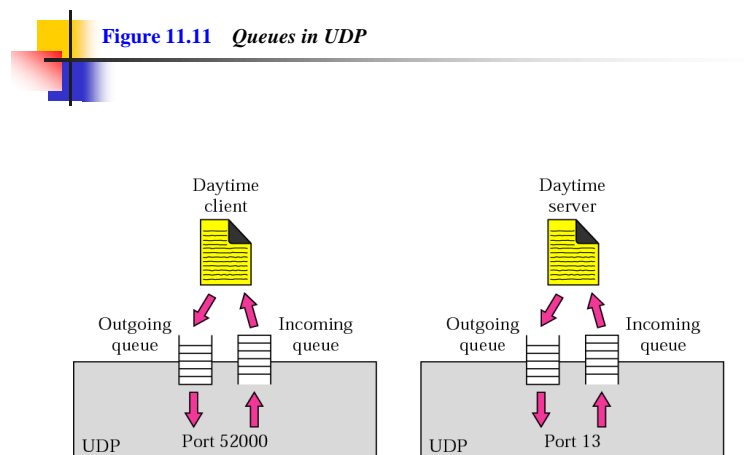 Figure 11.11 Queues in UDP
Daytime
client
Daytime
server
Outgoing
queue
Incoming
queue
Outgoing
queue
Incoming
queue
UDP
Port 52000
UDP
Port 13